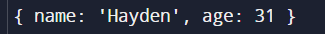 { name: 'Hayden', age: 31 }